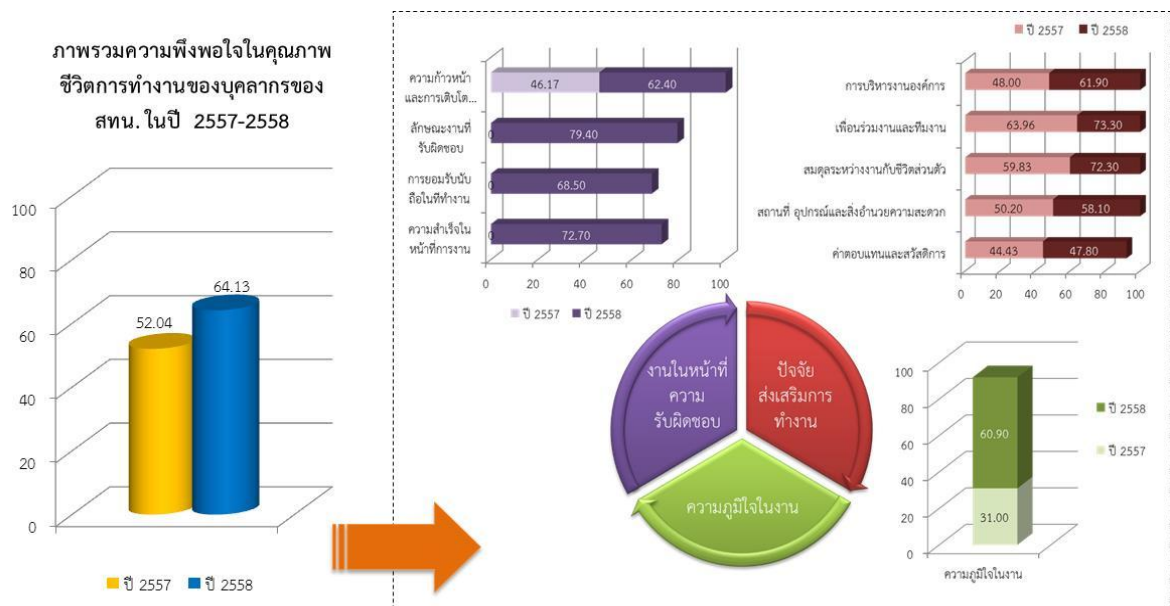 ภาพรวมความพึงพอใจในคุณภาพ
ชีวิตการทำงานของบุคลากรของ
สทน. ในปี 2557-2558
100
80
60
40
20
0
52.04
64.13
ปี 2557 ปี 2558
ความก้าวหน้า
และการเติบโต...
46.17 62.40
ลักษณะงานที่
รับผิดชอบ
0 79.40
การยอมรับนับ
ถือในที่ทำงาน
0 68.50
ความสำเร็จใน
หน้าที่การงาน
0 72.70
0 20 40 60 80 100
ปี 2557 ปี 2558
ปี 2557 ปี 2558
การบริหารงานองค์การ 48.00 61.90
เพื่อนร่วมงานและทีมงาน 63.96 73.30
สมดุลระหว่างงานกับชีวิตส่วนตัว 59.83 72.30
สถานที่ อุปกรณ์และสิ่งอำนวยความสะดวก 50.20 58.10
ค่าตอบแทนและสวัสดิการ 44.43 47.80
0 20 40 60 80 100
งานในหน้าที่
ความ
รับผิดชอบ
ปัจจัย
ส่งเสริมการ
ทำงาน
ความภูมิใจในงาน
100
80
60
40
20
0
60.90
31.00
ปี 2558
ปี 2557
ความภูมิใจในงาน